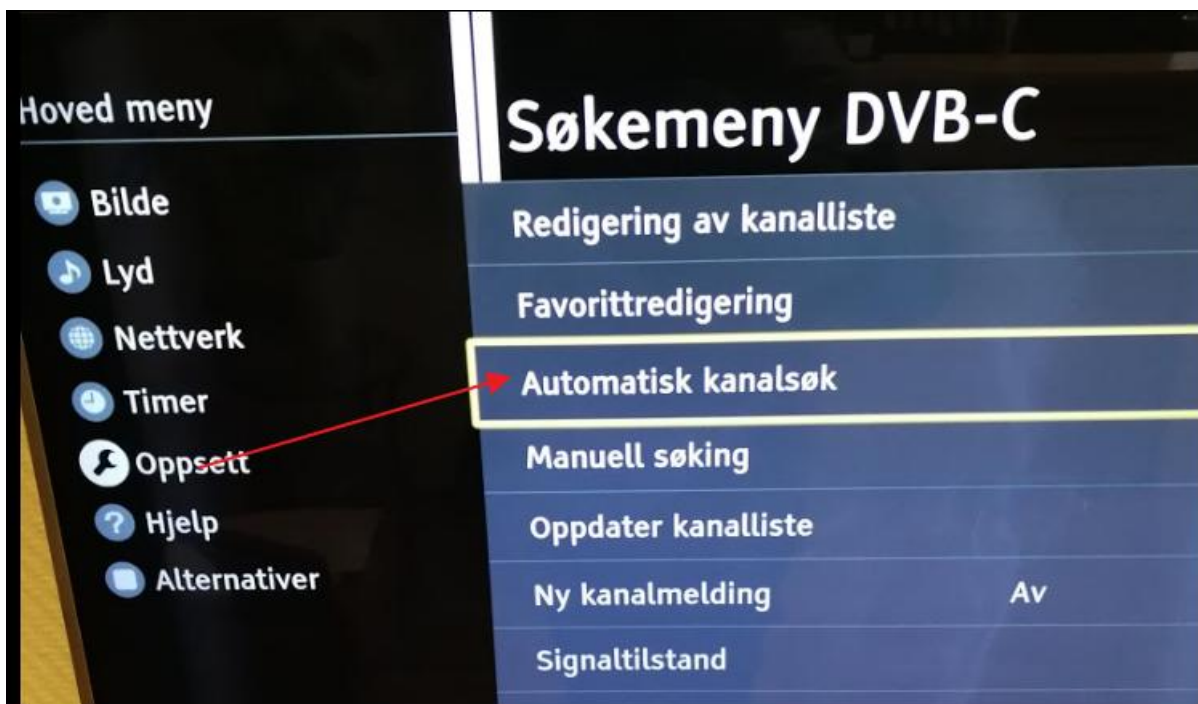 Hoved meny
Bilde
Lyd
Nettverk
Timer
Oppsett
Hjelp
Alternativer
Søkemeny DVB-C
Redigering av kanalliste
Favorittredigering
Automatisk kanalsøk
Manuell søking
Oppdater kanalliste
Ny kanalmelding Av
Signaltilstand